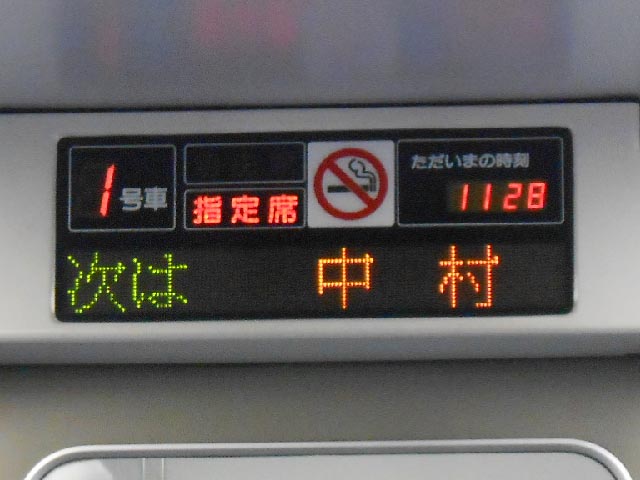 1号車
指定席
ただいまの時刻
1128
次は 中村